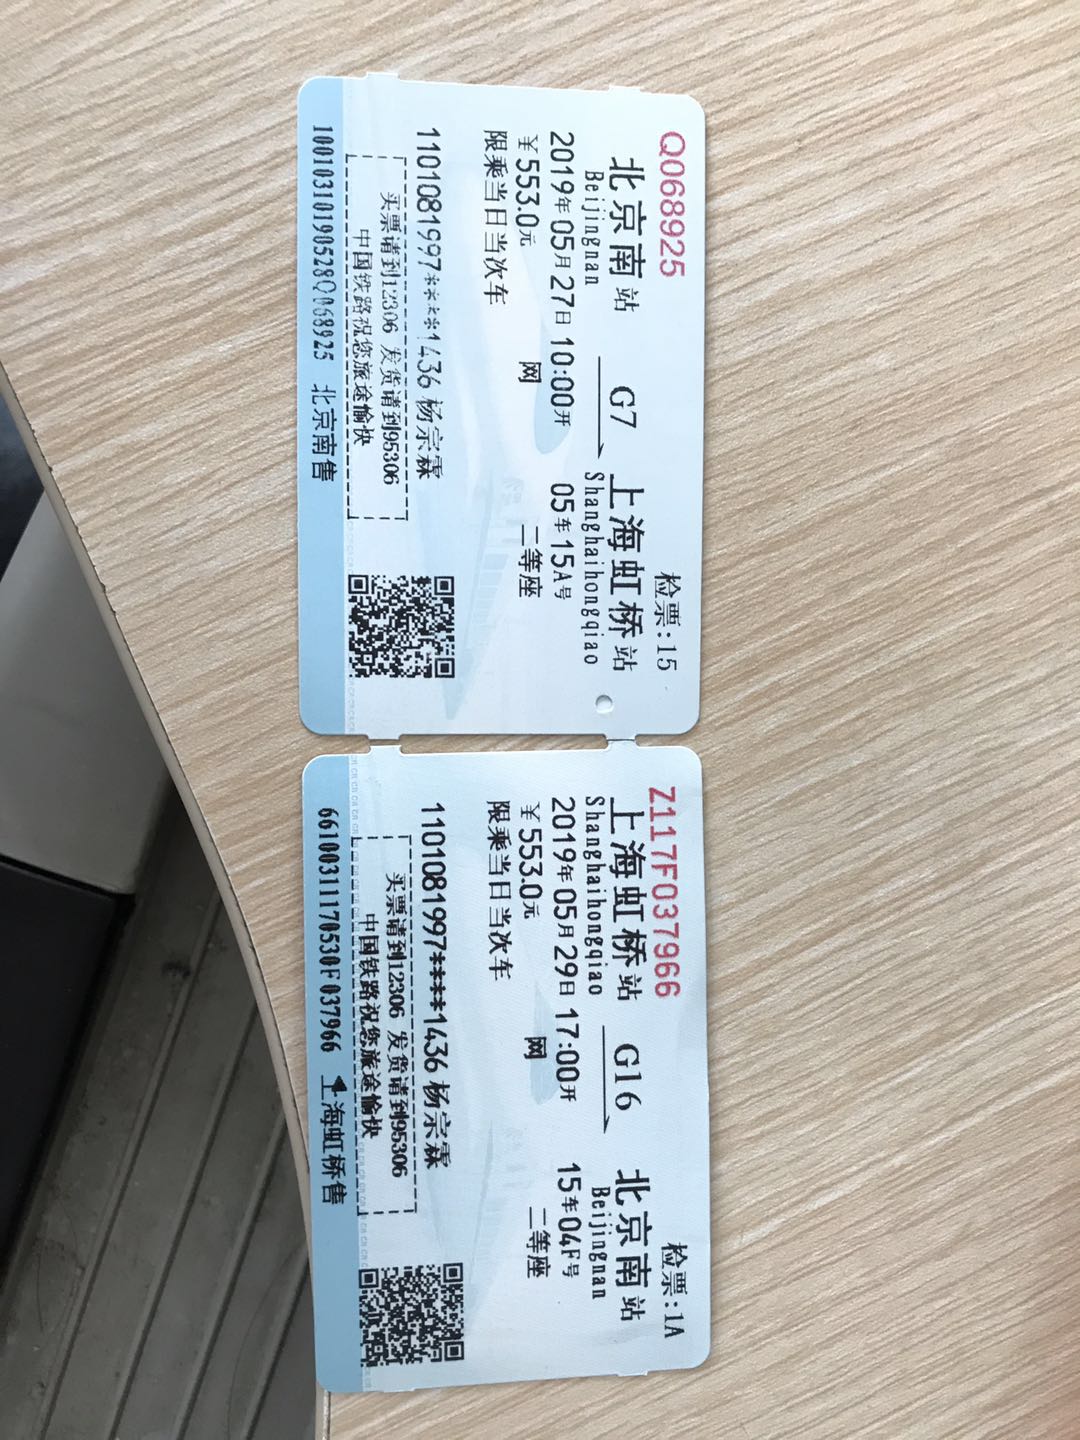 Q068925
检票:15
北京南站 G7 上海虹桥站
Beijingnan Shanghaihongqiao
2019年05月27日10:00开 05车15A号
¥553.0元 网 二等座
限乘当日当次车
1101081997****1436 杨宗霖
买票请到12306 发货请到95306
中国铁路祝您旅途愉快
10010310190528Q068925 北京南售
Z117F037966
检票:1A
上海虹桥站 G16 北京南站
Shanghaihongqiao Beijingnan
2019年05月29日17:00开 15车04F号
¥553.0元 网 二等座
限乘当日当次车
1101081997****1436 杨宗霖
买票请到12306 发货请到95306
中国铁路祝您旅途愉快
66100311170530F037966 上海虹桥售